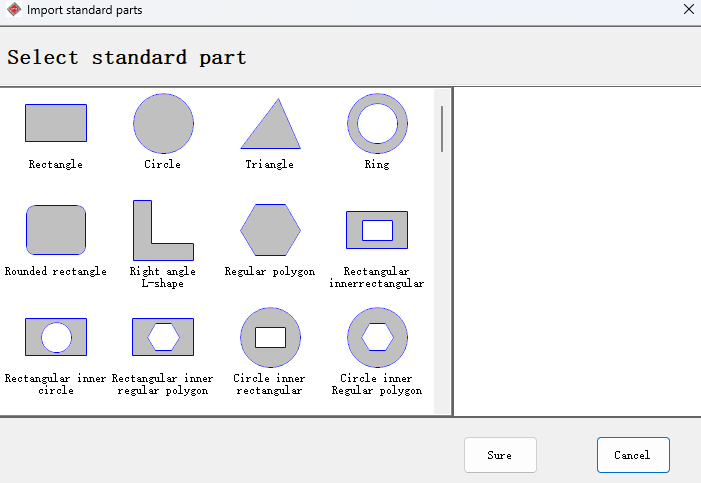 Import standard parts
Select standard part
Rectangle
Circle
Triangle
Ring
Rounded rectangle
Right angle
L-shape
Regular polygon
Rectangular
innerrectangular
Rectangular inner
circle
Rectangular inner
regular polygon
Circle inner
rectangular
Circle inner
Regular polygon
Sure
Cancel